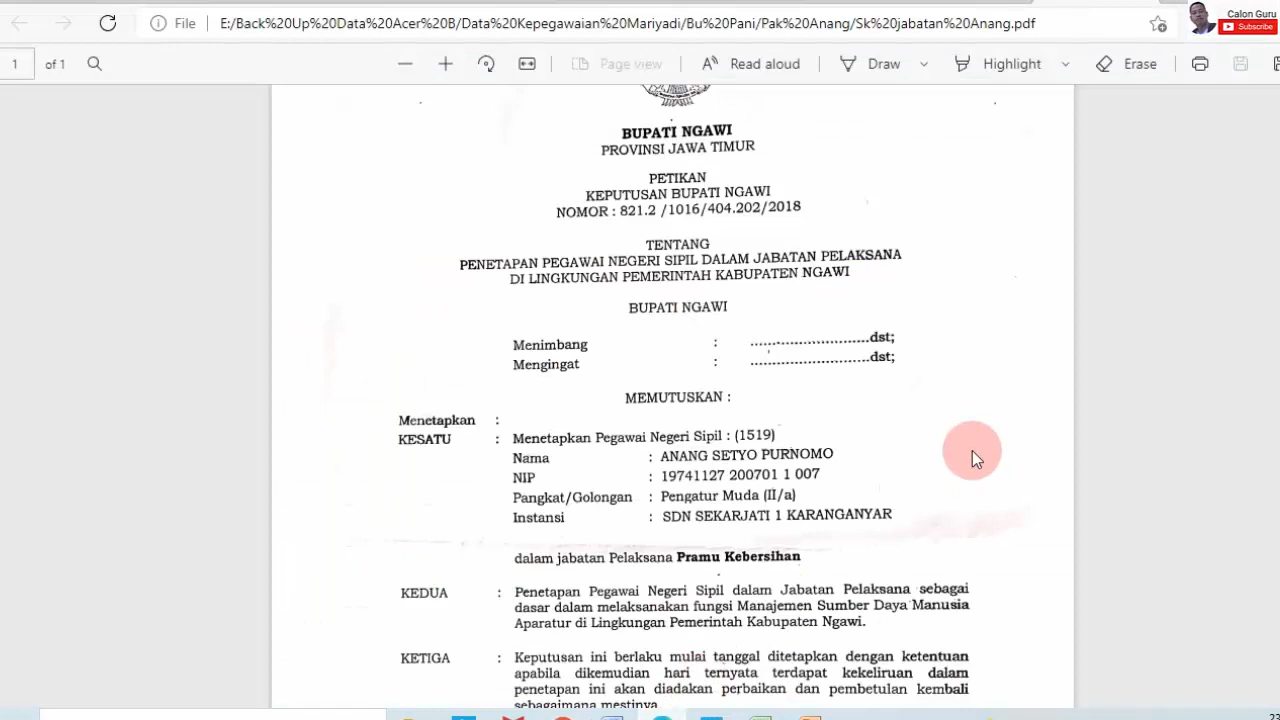 File E:/Back%20Up%20Data%20Acer%20B/Data%20Kepegawaian%20Mariyadi/Bu%20Pani/Pak%20Anang/Sk%20jabatan%20Anang.pdf
Calon Guru
Subscribe
1 of 1 Page view Read aloud Draw Highlight Erase
BUPATI NGAWI
PROVINSI JAWA TIMUR
PETIKAN
KEPUTUSAN BUPATI NGAWI
NOMOR : 821.2 /1016/404.202/2018
TENTANG
PENETAPAN PEGAWAI NEGERI SIPIL DALAM JABATAN PELAKSANA
DI LINGKUNGAN PEMERINTAH KABUPATEN NGAWI
BUPATI NGAWI
Menimbang : ..............................dst;
Mengingat : ..............................dst;
MEMUTUSKAN :
Menetapkan :
KESATU : Menetapkan Pegawai Negeri Sipil : (1519)
Nama : ANANG SETYO PURNOMO
NIP : 19741127 200701 1 007
Pangkat/Golongan : Pengatur Muda (II/a)
Instansi : SDN SEKARJATI 1 KARANGANYAR
dalam jabatan Pelaksana Pramu Kebersihan
KEDUA : Penetapan Pegawai Negeri Sipil dalam Jabatan Pelaksana sebagai
dasar dalam melaksanakan fungsi Manajemen Sumber Daya Manusia
Aparatur di Lingkungan Pemerintah Kabupaten Ngawi.
KETIGA : Keputusan ini berlaku mulai tanggal ditetapkan dengan ketentuan
apabila dikemudian hari ternyata terdapat kekeliruan dalam
penetapan ini akan diadakan perbaikan dan pembetulan kembali
sebagaimana mestinya